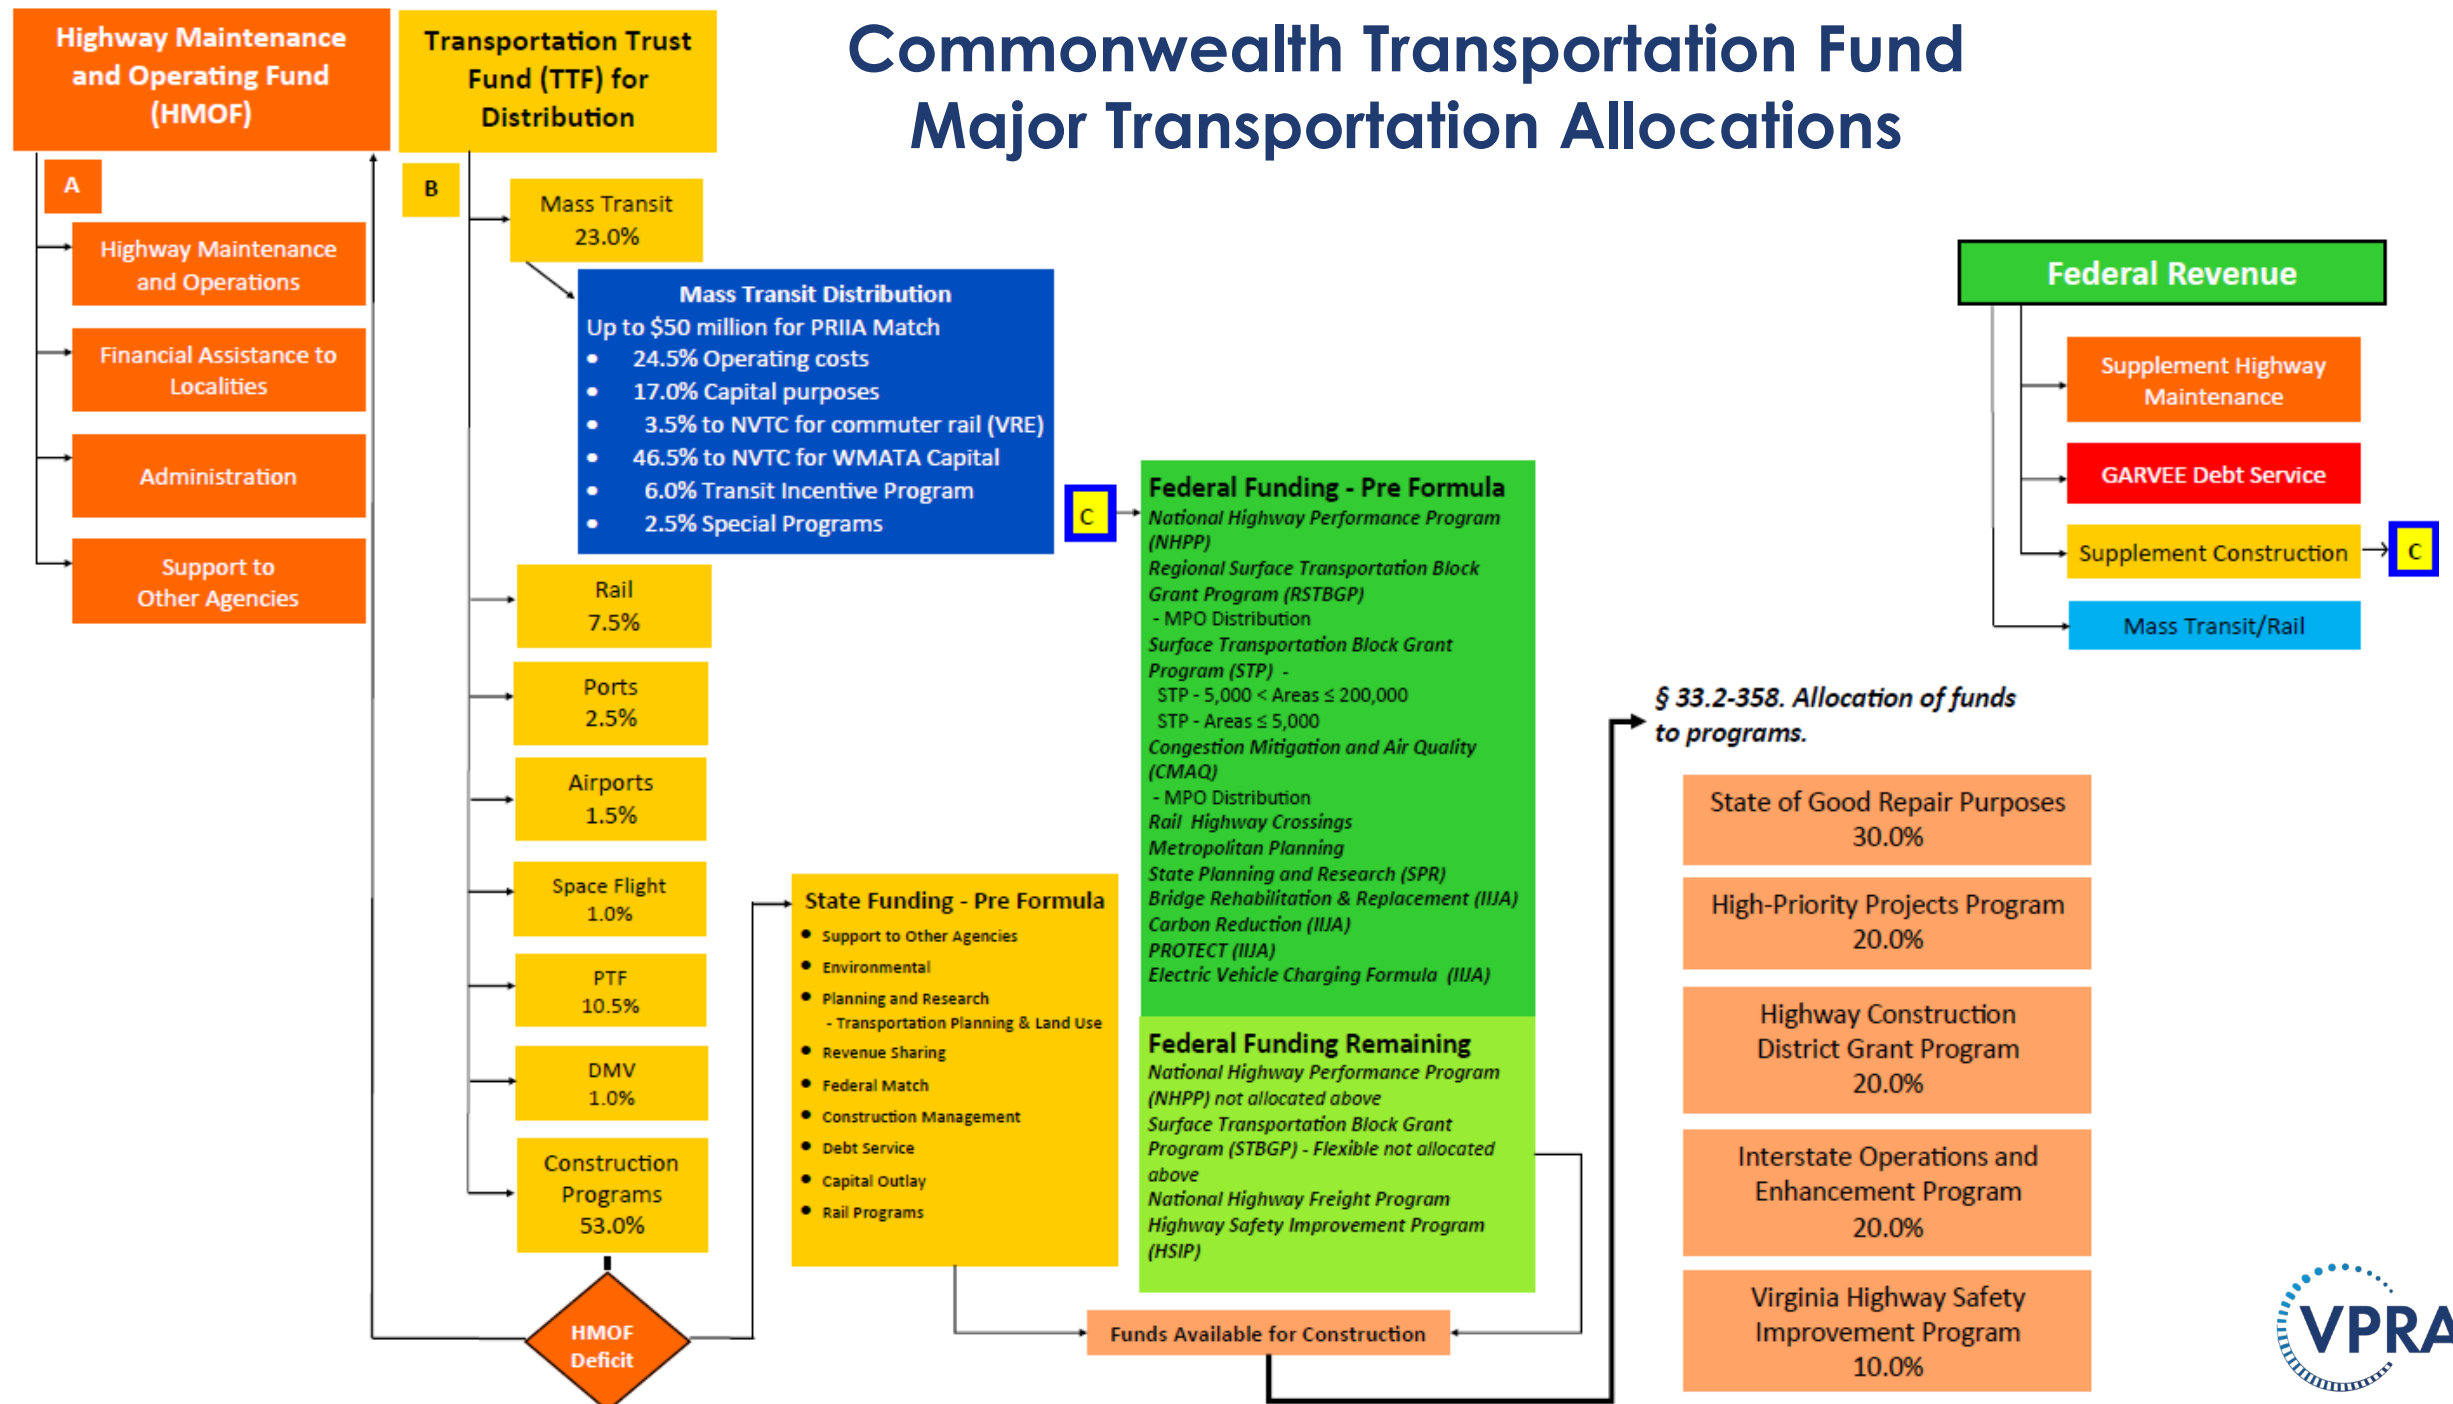 Commonwealth Transportation Fund
Major Transportation Allocations
Highway Maintenance
and Operating Fund
(HMOF)
A
Highway Maintenance
and Operations
Financial Assistance to
Localities
Administration
Support to
Other Agencies
Transportation Trust
Fund (TTF) for
Distribution
B
Mass Transit
23.0%
Mass Transit Distribution
Up to $50 million for PRIIA Match
• 24.5% Operating costs
• 17.0% Capital purposes
• 3.5% to NVTC for commuter rail (VRE)
• 46.5% to NVTC for WMATA Capital
• 6.0% Transit Incentive Program
• 2.5% Special Programs
Rail
7.5%
Ports
2.5%
Airports
1.5%
Space Flight
1.0%
PTF
10.5%
DMV
1.0%
Construction
Programs
53.0%
HMOF
Deficit
State Funding - Pre Formula
• Support to Other Agencies
• Environmental
• Planning and Research
- Transportation Planning & Land Use
• Revenue Sharing
• Federal Match
• Construction Management
• Debt Service
• Capital Outlay
• Rail Programs
C
Federal Funding - Pre Formula
National Highway Performance Program
(NHPP)
Regional Surface Transportation Block
Grant Program (RSTBGP)
- MPO Distribution
Surface Transportation Block Grant
Program (STP) -
STP - 5,000 < Areas ≤ 200,000
STP - Areas ≤ 5,000
Congestion Mitigation and Air Quality
(CMAQ)
- MPO Distribution
Rail Highway Crossings
Metropolitan Planning
State Planning and Research (SPR)
Bridge Rehabilitation & Replacement (IIJA)
Carbon Reduction (IIJA)
PROTECT (IIJA)
Electric Vehicle Charging Formula (IIJA)
Federal Funding Remaining
National Highway Performance Program
(NHPP) not allocated above
Surface Transportation Block Grant
Program (STBGP) - Flexible not allocated
above
National Highway Freight Program
Highway Safety Improvement Program
(HSIP)
Funds Available for Construction
Federal Revenue
Supplement Highway
Maintenance
GARVEE Debt Service
Supplement Construction
C
Mass Transit/Rail
§ 33.2-358. Allocation of funds
to programs.
State of Good Repair Purposes
30.0%
High-Priority Projects Program
20.0%
Highway Construction
District Grant Program
20.0%
Interstate Operations and
Enhancement Program
20.0%
Virginia Highway Safety
Improvement Program
10.0%
VPRA